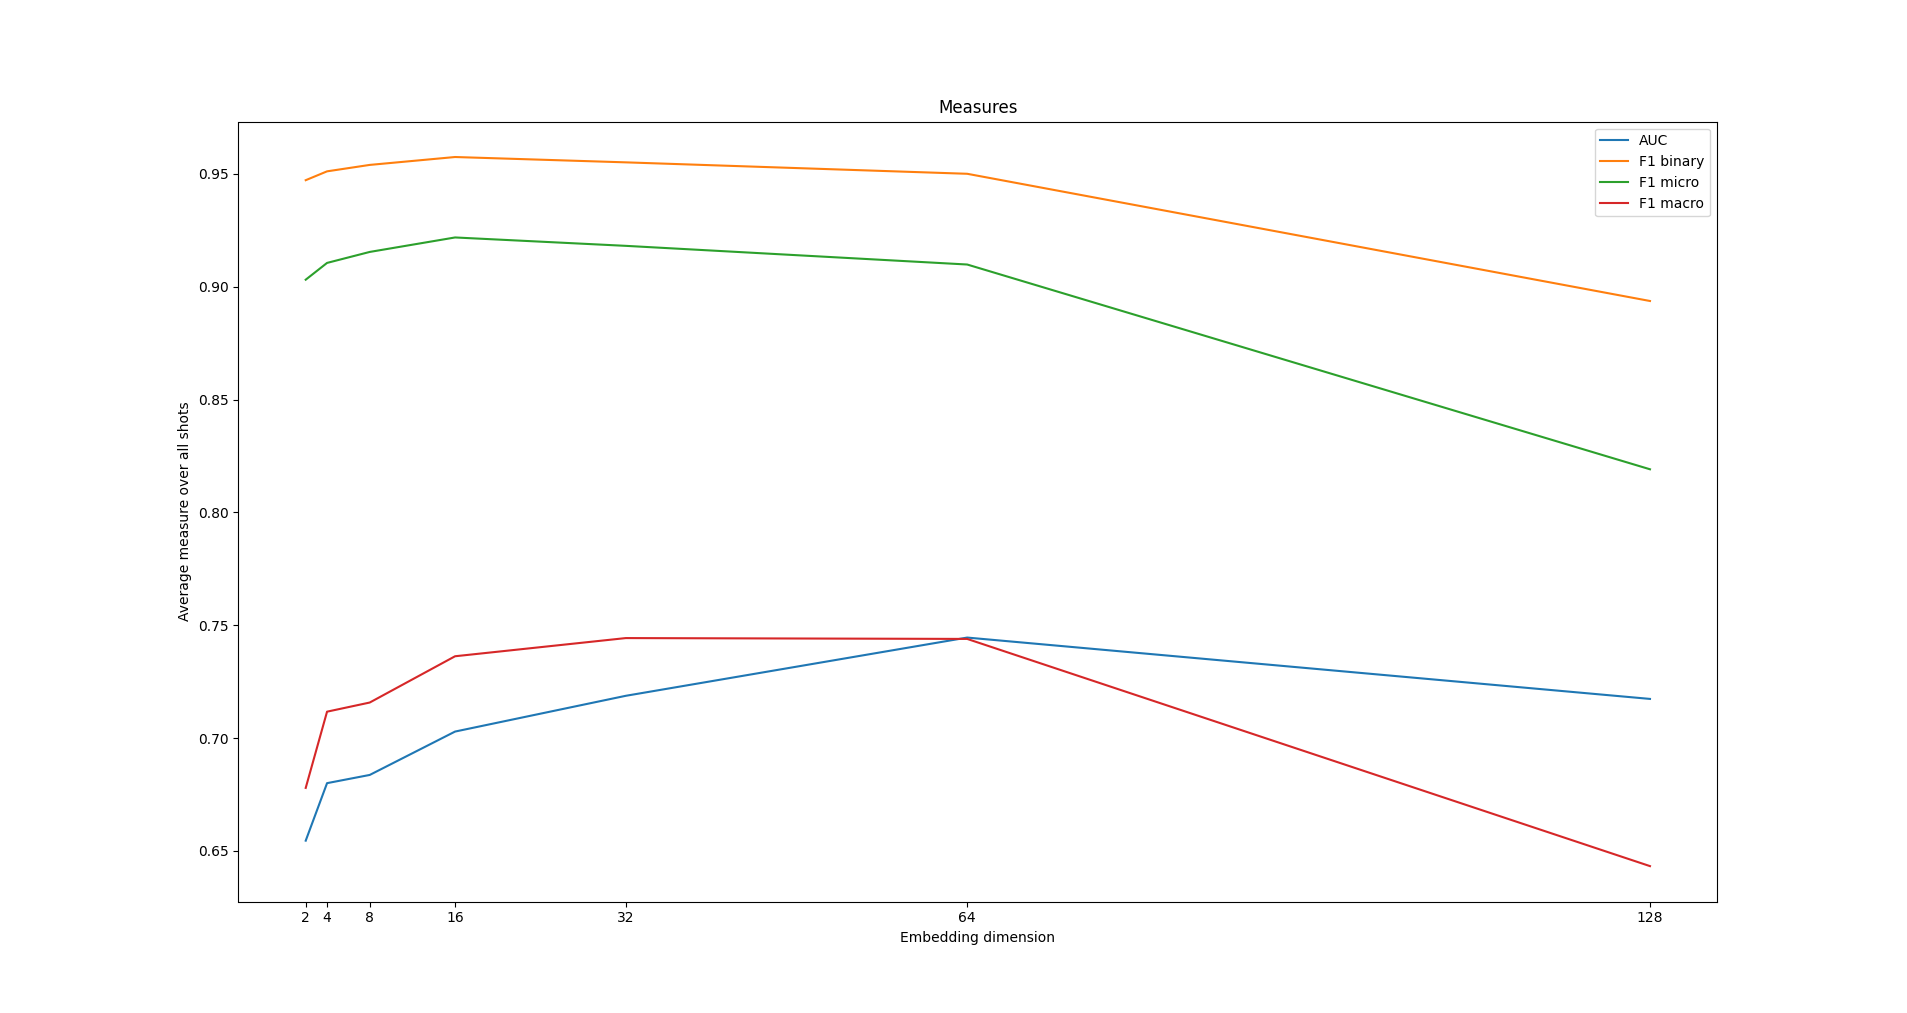 Measures
AUC
F1 binary
F1 micro
F1 macro
Average measure over all shots
0.95
0.90
0.85
0.80
0.75
0.70
0.65
2 4 8 16 32 64 128
Embedding dimension